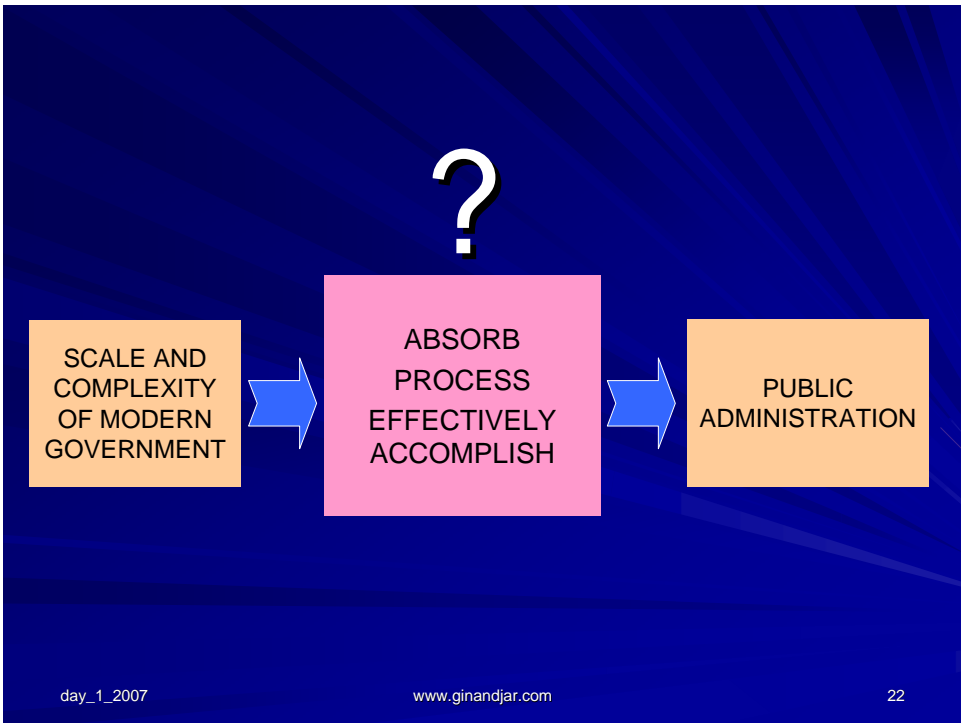 ?
SCALE AND
COMPLEXITY
OF MODERN
GOVERNMENT
ABSORB
PROCESS
EFFECTIVELY
ACCOMPLISH
PUBLIC
ADMINISTRATION
day_1_2007
www.ginandjar.com
22